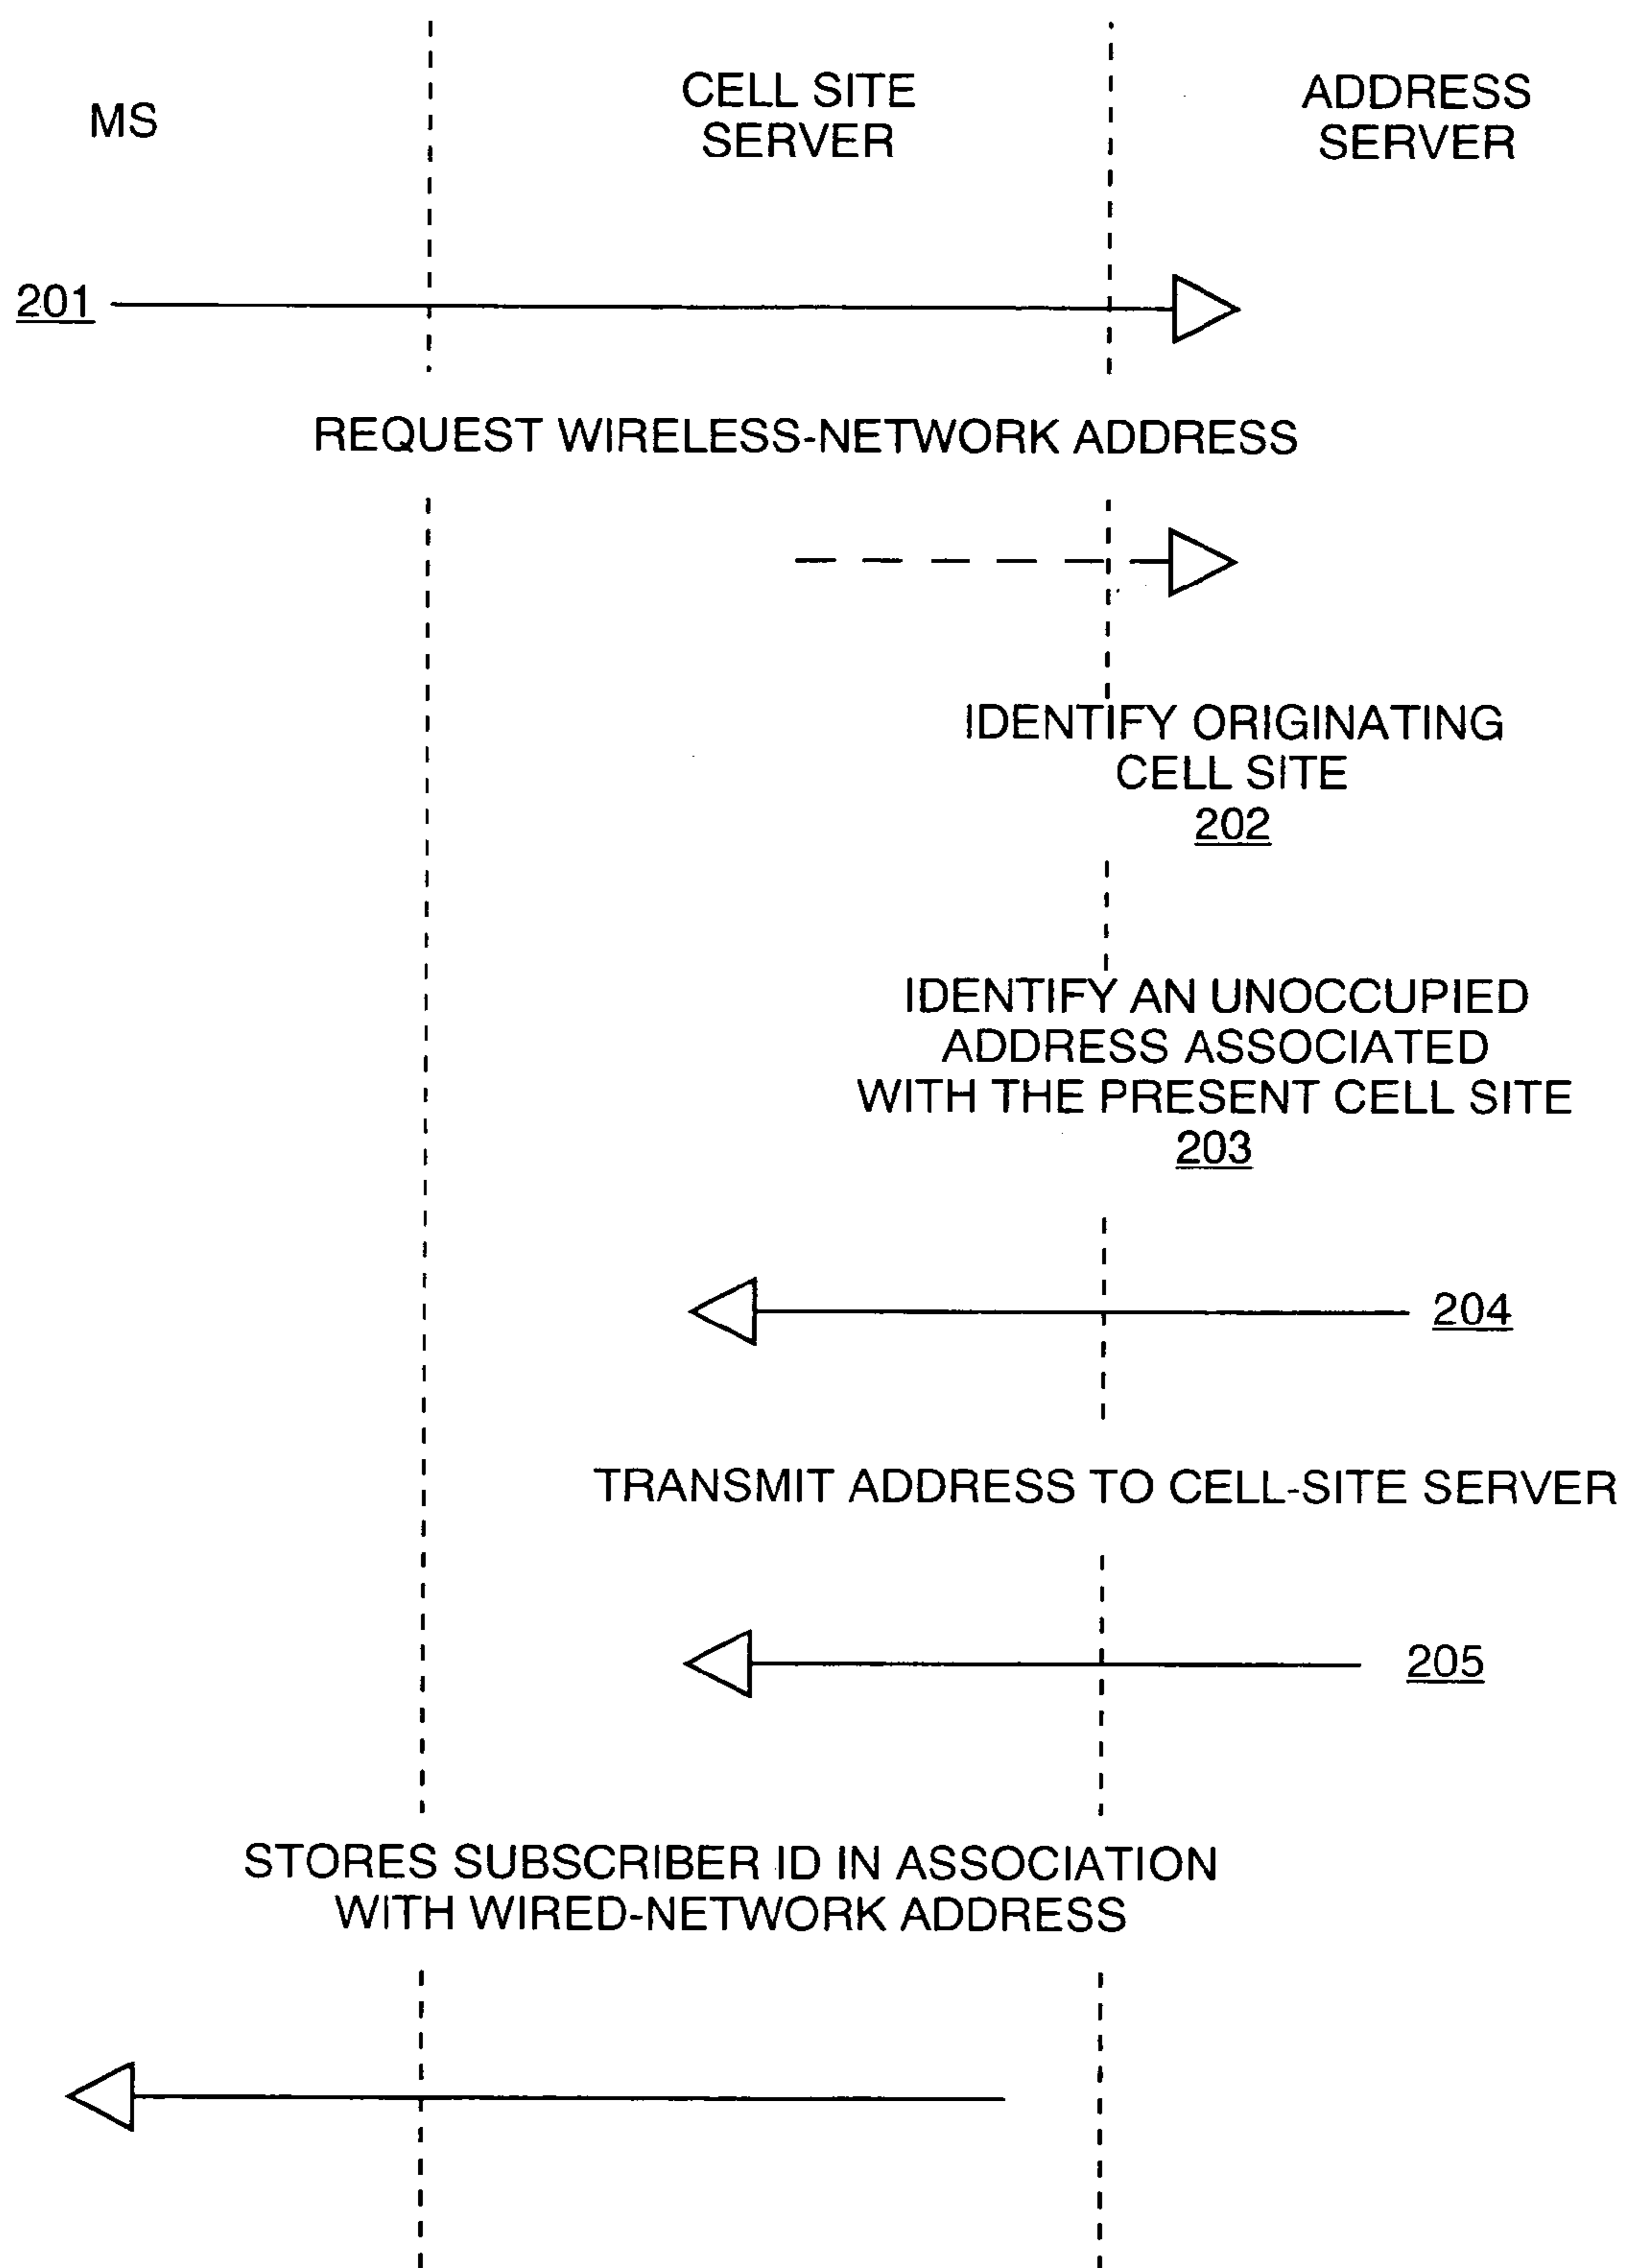 MS
CELL SITE
SERVER
ADDRESS
SERVER
201
REQUEST WIRELESS-NETWORK ADDRESS
IDENTIFY ORIGINATING
CELL SITE
202
IDENTIFY AN UNOCCUPIED
ADDRESS ASSOCIATED
WITH THE PRESENT CELL SITE
203
204
TRANSMIT ADDRESS TO CELL-SITE SERVER
205
STORES SUBSCRIBER ID IN ASSOCIATION
WITH WIRED-NETWORK ADDRESS